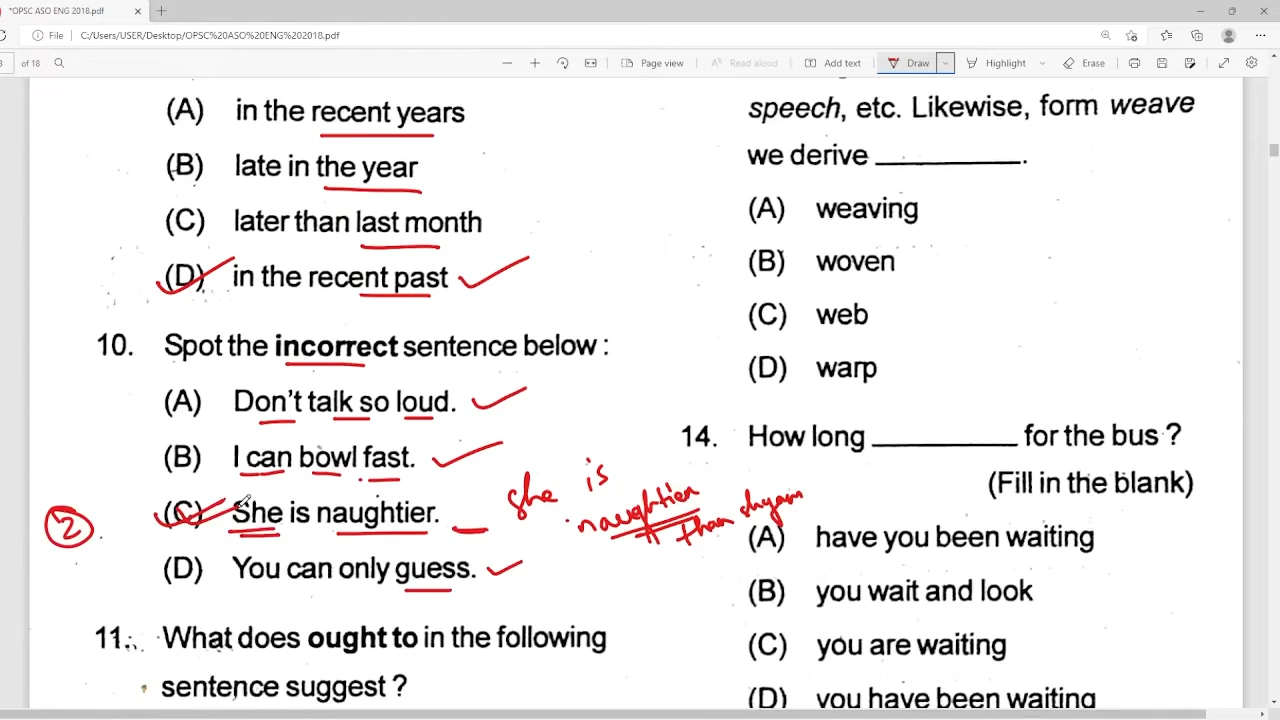 *OPSC ASO ENG 2018.pdf
File C:/Users/USER/Desktop/OPSC%20ASO%20ENG%202018.pdf
of 18
Page view
Read aloud
Add text
Draw
Highlight
Erase
(A) in the recent years
(B) late in the year
(C) later than last month
(D) in the recent past
10. Spot the incorrect sentence below :
(A) Don't talk so loud.
(B) I can bowl fast.
(C) She is naughtier.
(D) You can only guess.
2
she is
naughtier
than shyam
11. What does ought to in the following
sentence suggest ?
speech, etc. Likewise, form weave
we derive ________.
(A) weaving
(B) woven
(C) web
(D) warp
14. How long ________ for the bus ?
(Fill in the blank)
(A) have you been waiting
(B) you wait and look
(C) you are waiting
(D) you have been waiting